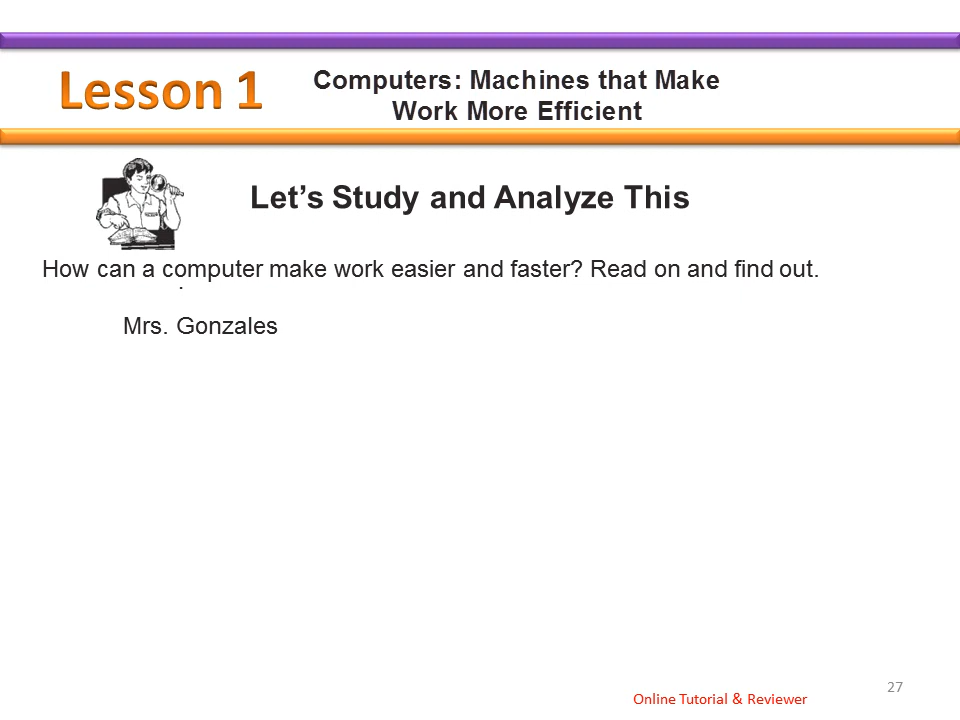 Lesson 1
Computers: Machines that Make
Work More Efficient
Let's Study and Analyze This
How can a computer make work easier and faster? Read on and find out.
.
Mrs. Gonzales
27
Online Tutorial & Reviewer